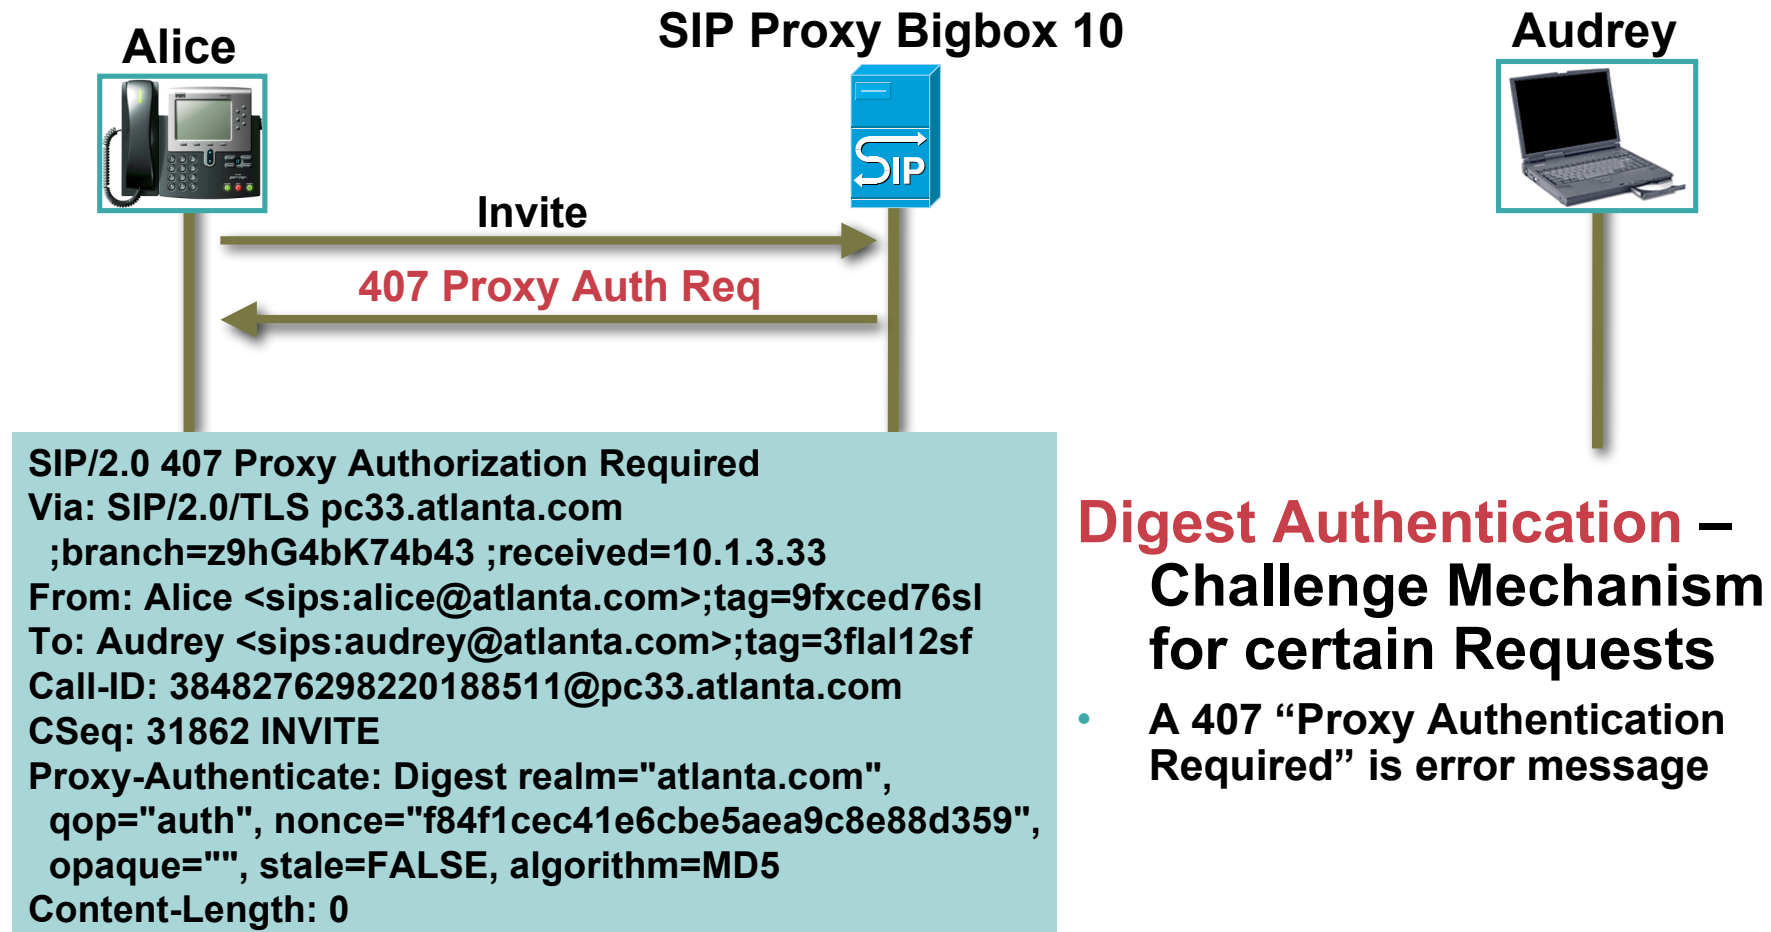 Alice
SIP Proxy Bigbox 10
Audrey
SIP
Invite
407 Proxy Auth Req
SIP/2.0 407 Proxy Authorization Required
Via: SIP/2.0/TLS pc33.atlanta.com
;branch=z9hG4bK74b43 ;received=10.1.3.33
From: Alice <sips:alice@atlanta.com>;tag=9fxced76sl
To: Audrey <sips:audrey@atlanta.com>;tag=3flal12sf
Call-ID: 3848276298220188511@pc33.atlanta.com
CSeq: 31862 INVITE
Proxy-Authenticate: Digest realm="atlanta.com",
qop="auth", nonce="f84f1cec41e6cbe5aea9c8e88d359",
opaque="", stale=FALSE, algorithm=MD5
Content-Length: 0
Digest Authentication –
Challenge Mechanism
for certain Requests
• A 407 “Proxy Authentication
Required” is error message